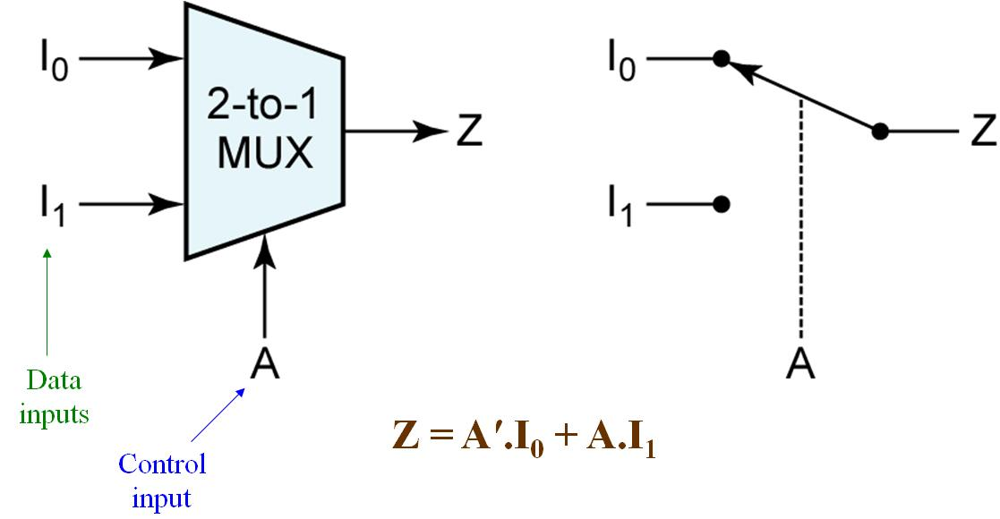 I₀
2-to-1
MUX
Z
I₁
A
Data
inputs
Control
input
I₀
Z
I₁
A
Z = A′.I₀ + A.I₁